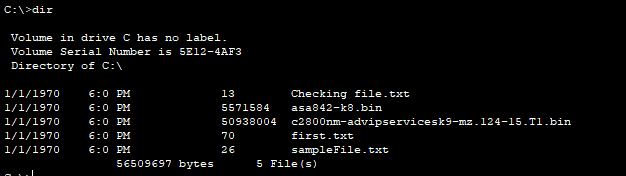 C:\>dir
Volume in drive C has no label.
Volume Serial Number is 5E12-4AF3
Directory of C:\
1/1/1970 6:0 PM 13 Checking file.txt
1/1/1970 6:0 PM 5571584 asa842-k8.bin
1/1/1970 6:0 PM 50938004 c2800nm-advipservicesk9-mz.124-15.T1.bin
1/1/1970 6:0 PM 70 first.txt
1/1/1970 6:0 PM 26 sampleFile.txt
56509697 bytes 5 File(s)